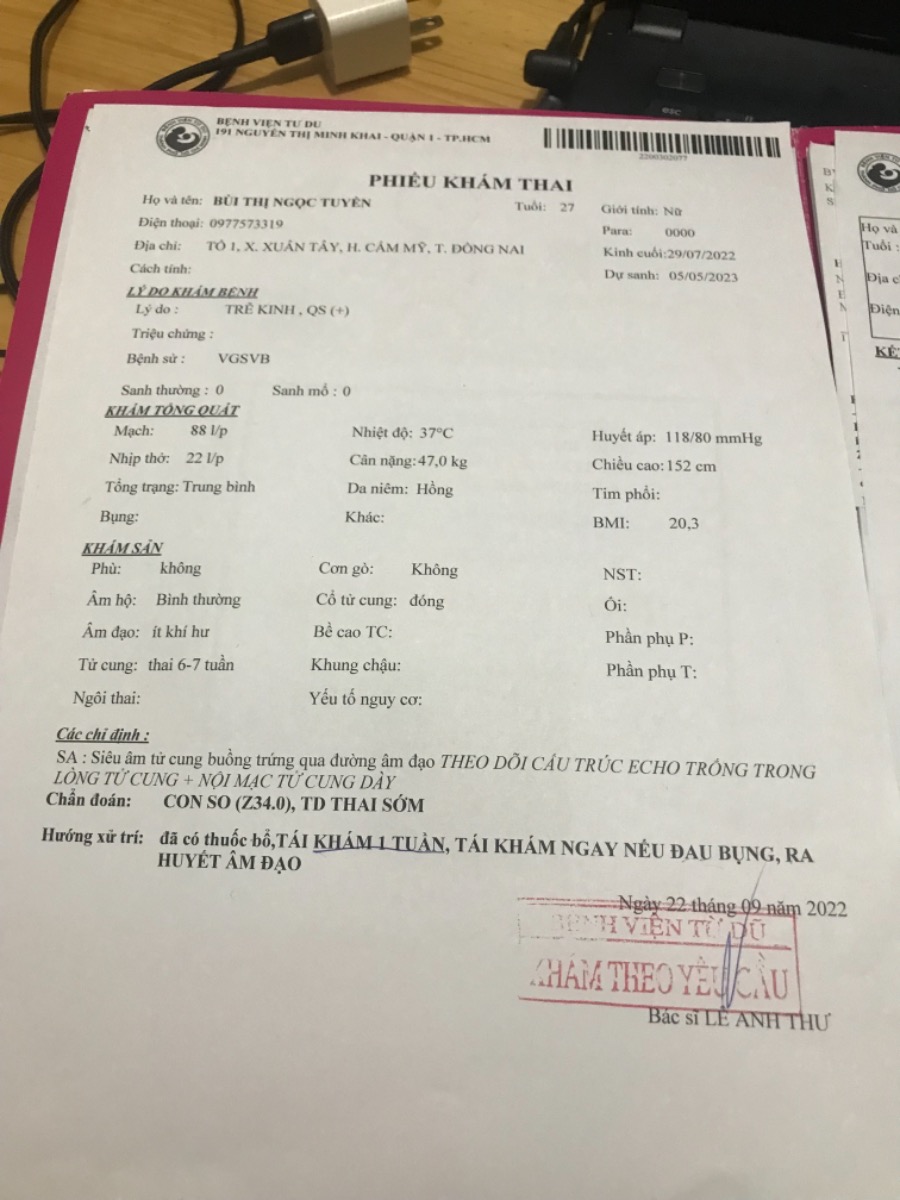 BỆNH VIỆN TỪ DŨ
191 NGUYỄN THỊ MINH KHAI - QUẬN 1 - TP.HCM
2200302077
PHIẾU KHÁM THAI
Họ và tên: BÙI THỊ NGỌC TUYỀN Tuổi: 27 Giới tính: Nữ
Điện thoại: 0977573319 Para: 0000
Địa chỉ: TỔ 1, X. XUÂN TÂY, H. CẨM MỸ, T. ĐỒNG NAI Kinh cuối:29/07/2022
Cách tính: Dự sanh: 05/05/2023
LÝ DO KHÁM BỆNH
Lý do : TRỄ KINH , QS (+)
Triệu chứng :
Bệnh sử : VGSVB
Sanh thường : 0 Sanh mổ : 0
KHÁM TỔNG QUÁT
Mạch: 88 l/p Nhiệt độ: 37°C Huyết áp: 118/80 mmHg
Nhịp thở: 22 l/p Cân nặng:47,0 kg Chiều cao:152 cm
Tổng trạng: Trung bình Da niêm: Hồng Tim phổi:
Bụng: Khác: BMI: 20,3
KHÁM SẢN
Phù: không Cơn gò: Không NST:
Âm hộ: Bình thường Cổ tử cung: đóng Ối:
Âm đạo: ít khí hư Bề cao TC: Phần phụ P:
Tử cung: thai 6-7 tuần Khung chậu: Phần phụ T:
Ngôi thai: Yếu tố nguy cơ:
Các chỉ định :
SA : Siêu âm tử cung buồng trứng qua đường âm đạo THEO DÕI CẤU TRÚC ECHO TRỐNG TRONG
LÒNG TỬ CUNG + NỘI MẠC TỬ CUNG DÀY
Chẩn đoán: CON SO (Z34.0), TD THAI SỚM
Hướng xử trí: đã có thuốc bổ,TÁI KHÁM 1 TUẦN, TÁI KHÁM NGAY NẾU ĐAU BỤNG, RA
HUYẾT ÂM ĐẠO
Ngày 22 tháng 09 năm 2022
BỆNH VIỆN TỪ DŨ
KHÁM THEO YÊU CẦU
Bác sĩ LÊ ANH THƯ
Họ và
Tuổi :
Địa c
Điện
esc